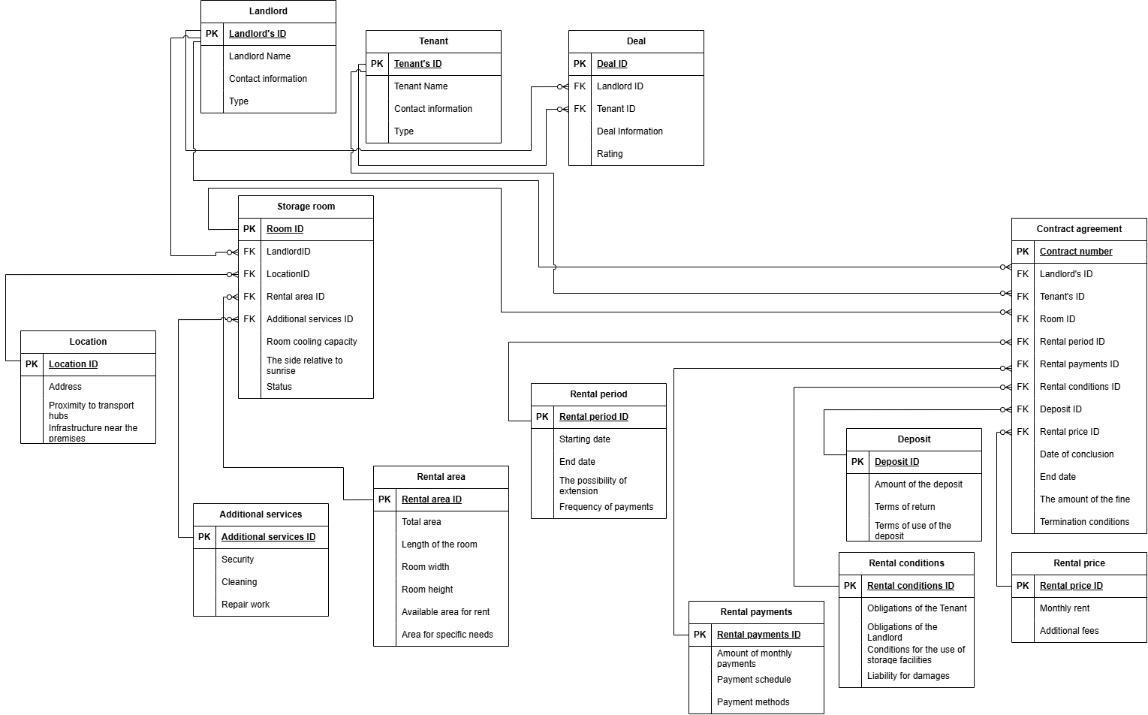 Landlord
PK Landlord's ID
Landlord Name
Contact information
Type
Tenant
PK Tenant's ID
Tenant Name
Contact information
Type
Deal
PK Deal ID
FK Landlord ID
FK Tenant ID
Deal Information
Rating
Storage room
PK Room ID
FK LandlordID
FK LocationID
FK Rental area ID
FK Additional services ID
Room cooling capacity
The side relative to
sunrise
Status
Contract agreement
PK Contract number
FK Landlord's ID
FK Tenant's ID
FK Room ID
FK Rental period ID
FK Rental payments ID
FK Rental conditions ID
FK Deposit ID
FK Rental price ID
Date of conclusion
End date
The amount of the fine
Termination conditions
Location
PK Location ID
Address
Proximity to transport
hubs
Infrastructure near the
premises
Rental period
PK Rental period ID
Starting date
End date
The possibility of
extension
Frequency of payments
Deposit
PK Deposit ID
Amount of the deposit
Terms of return
Terms of use of the
deposit
Rental area
PK Rental area ID
Total area
Length of the room
Room width
Room height
Available area for rent
Area for specific needs
Additional services
PK Additional services ID
Security
Cleaning
Repair work
Rental conditions
PK Rental conditions ID
Obligations of the Tenant
Obligations of the
Landlord
Conditions for the use of
storage facilities
Liability for damages
Rental price
PK Rental price ID
Monthly rent
Additional fees
Rental payments
PK Rental payments ID
Amount of monthly
payments
Payment schedule
Payment methods